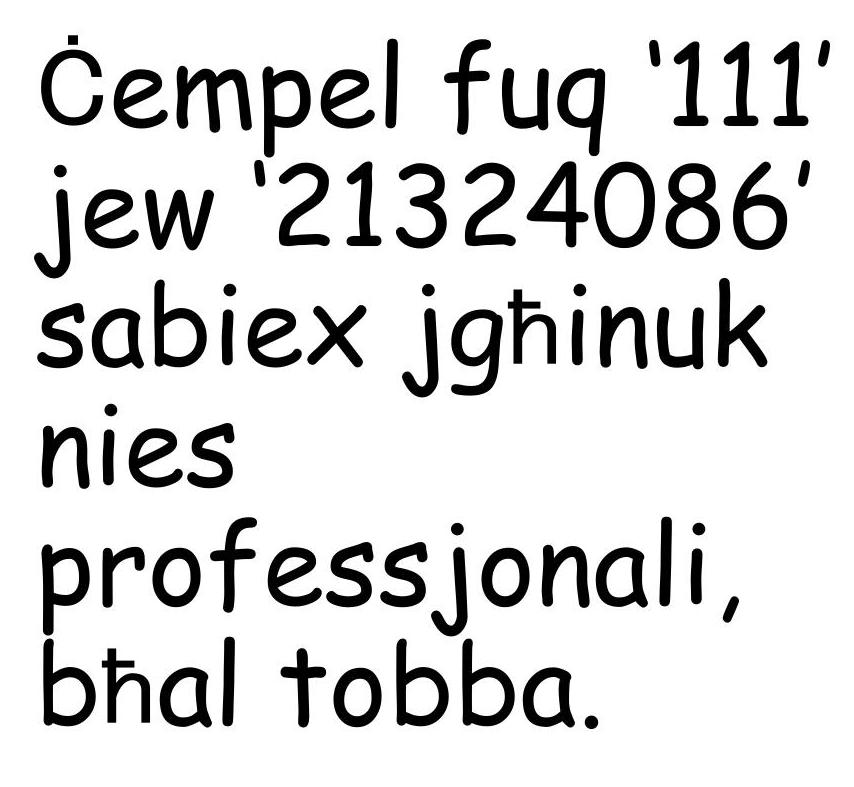 Ċempel fuq ‘111’
jew ‘21324086’
sabiex jgħinuk
nies
professjonali,
bħal tobba.